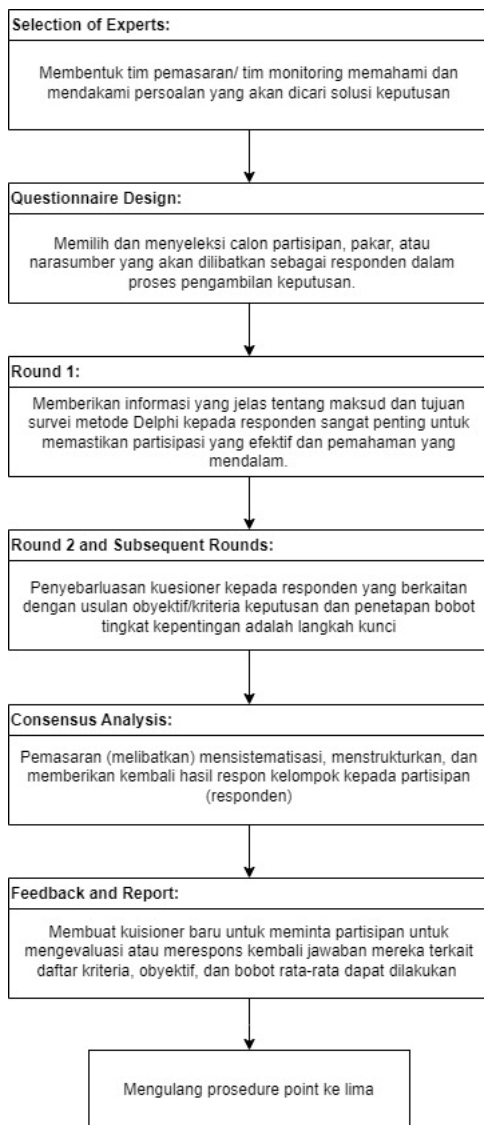 Selection of Experts:
Membentuk tim pemasaran/ tim monitoring memahami dan
mendakami persoalan yang akan dicari solusi keputusan
Questionnaire Design:
Memilih dan menyeleksi calon partisipan, pakar, atau
narasumber yang akan dilibatkan sebagai responden dalam
proses pengambilan keputusan.
Round 1:
Memberikan informasi yang jelas tentang maksud dan tujuan
survei metode Delphi kepada responden sangat penting untuk
memastikan partisipasi yang efektif dan pemahaman yang
mendalam.
Round 2 and Subsequent Rounds:
Penyebarluasan kuesioner kepada responden yang berkaitan
dengan usulan obyektif/kriteria keputusan dan penetapan bobot
tingkat kepentingan adalah langkah kunci
Consensus Analysis:
Pemasaran (melibatkan) mensistematisasi, menstrukturkan, dan
memberikan kembali hasil respon kelompok kepada partisipan
(responden)
Feedback and Report:
Membuat kuisioner baru untuk meminta partisipan untuk
mengevaluasi atau merespons kembali jawaban mereka terkait
daftar kriteria, obyektif, dan bobot rata-rata dapat dilakukan
Mengulang prosedure point ke lima